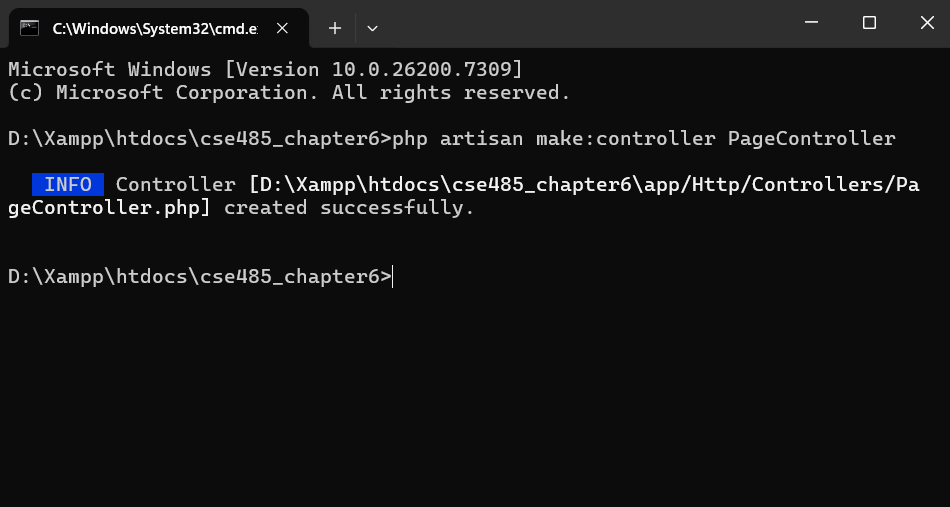 C:\Windows\System32\cmd.e
Microsoft Windows [Version 10.0.26200.7309]
(c) Microsoft Corporation. All rights reserved.
D:\Xampp\htdocs\cse485_chapter6>php artisan make:controller PageController
INFO Controller [D:\Xampp\htdocs\cse485_chapter6\app/Http/Controllers/Pa
geController.php] created successfully.
D:\Xampp\htdocs\cse485_chapter6>